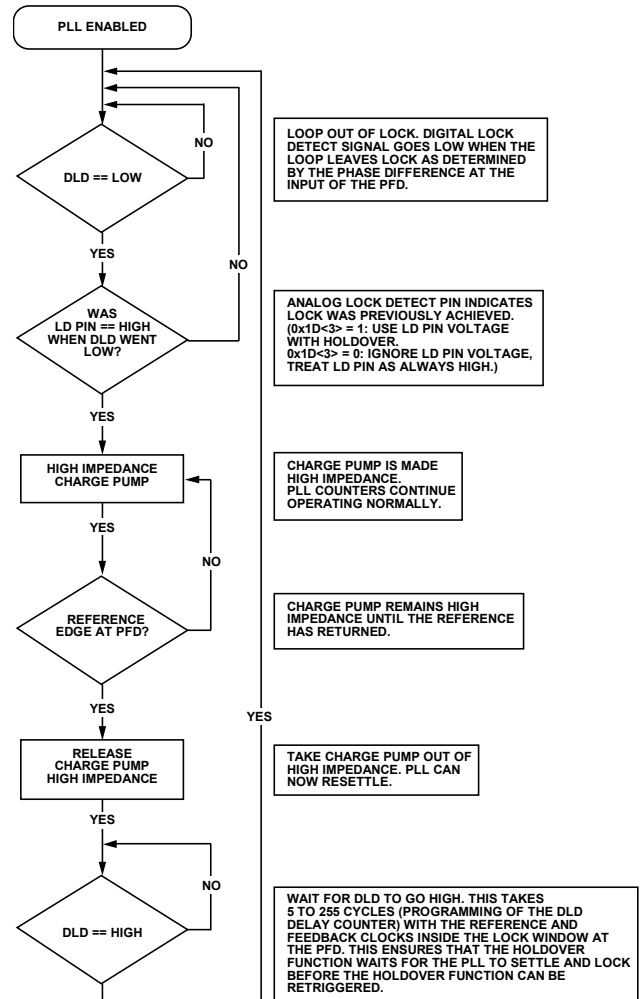 PLL ENABLED
NO
DLD == LOW
LOOP OUT OF LOCK. DIGITAL LOCK
DETECT SIGNAL GOES LOW WHEN THE
LOOP LEAVES LOCK AS DETERMINED
BY THE PHASE DIFFERENCE AT THE
INPUT OF THE PFD.
YES
NO
WAS
LD PIN == HIGH
WHEN DLD WENT
LOW?
ANALOG LOCK DETECT PIN INDICATES
LOCK WAS PREVIOUSLY ACHIEVED.
(0x1D<3> = 1: USE LD PIN VOLTAGE
WITH HOLDOVER.
0x1D<3> = 0: IGNORE LD PIN VOLTAGE,
TREAT LD PIN AS ALWAYS HIGH.)
YES
HIGH IMPEDANCE
CHARGE PUMP
CHARGE PUMP IS MADE
HIGH IMPEDANCE.
PLL COUNTERS CONTINUE
OPERATING NORMALLY.
YES
NO
REFERENCE
EDGE AT PFD?
CHARGE PUMP REMAINS HIGH
IMPEDANCE UNTIL THE REFERENCE
HAS RETURNED.
YES
YES
RELEASE
CHARGE PUMP
HIGH IMPEDANCE
TAKE CHARGE PUMP OUT OF
HIGH IMPEDANCE. PLL CAN
NOW RESETTLE.
YES
NO
DLD == HIGH
WAIT FOR DLD TO GO HIGH. THIS TAKES
5 TO 255 CYCLES (PROGRAMMING OF THE DLD
DELAY COUNTER) WITH THE REFERENCE AND
FEEDBACK CLOCKS INSIDE THE LOCK WINDOW AT
THE PFD. THIS ENSURES THAT THE HOLDOVER
FUNCTION WAITS FOR THE PLL TO SETTLE AND LOCK
BEFORE THE HOLDOVER FUNCTION CAN BE
RETRIGGERED.